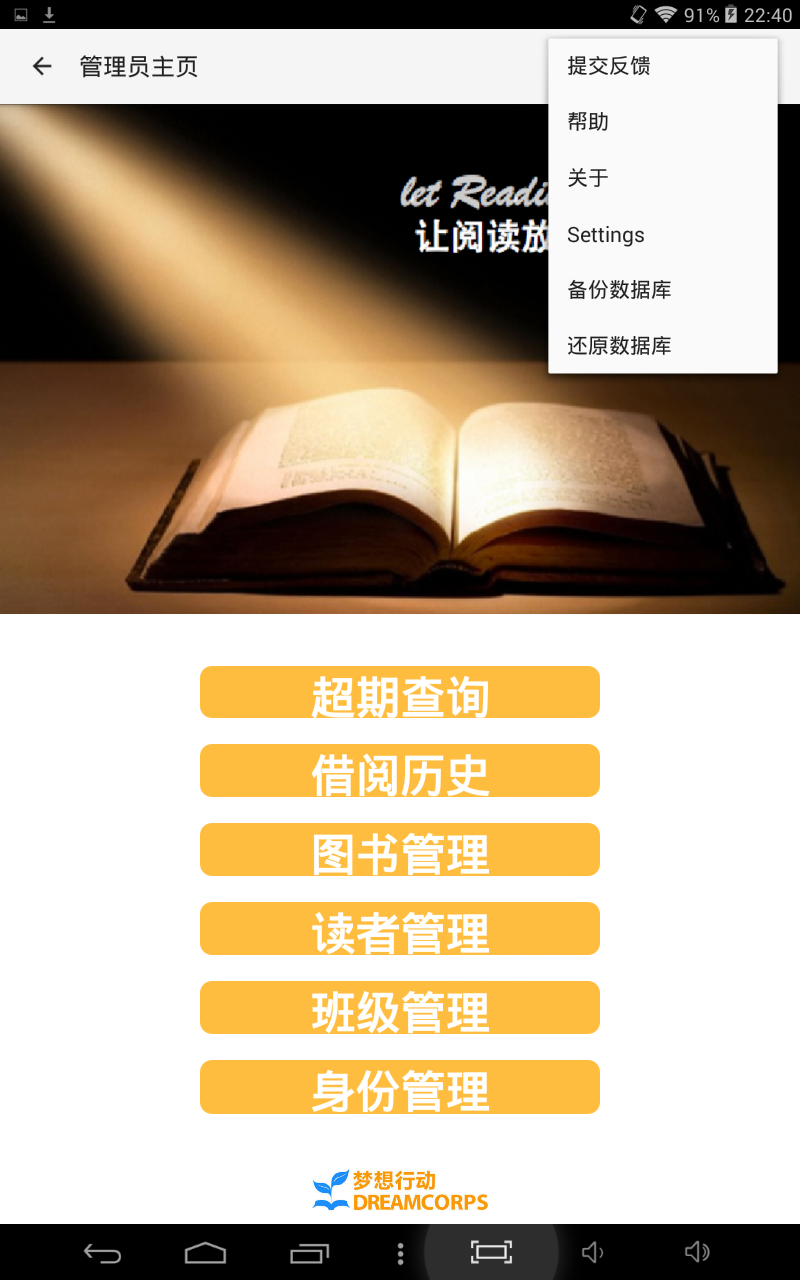 91% 22:40
管理员主页
提交反馈
帮助
关于
Settings
备份数据库
还原数据库
let
让阅读放
超期查询
借阅历史
图书管理
读者管理
班级管理
身份管理
梦想行动
DREAMCORPS